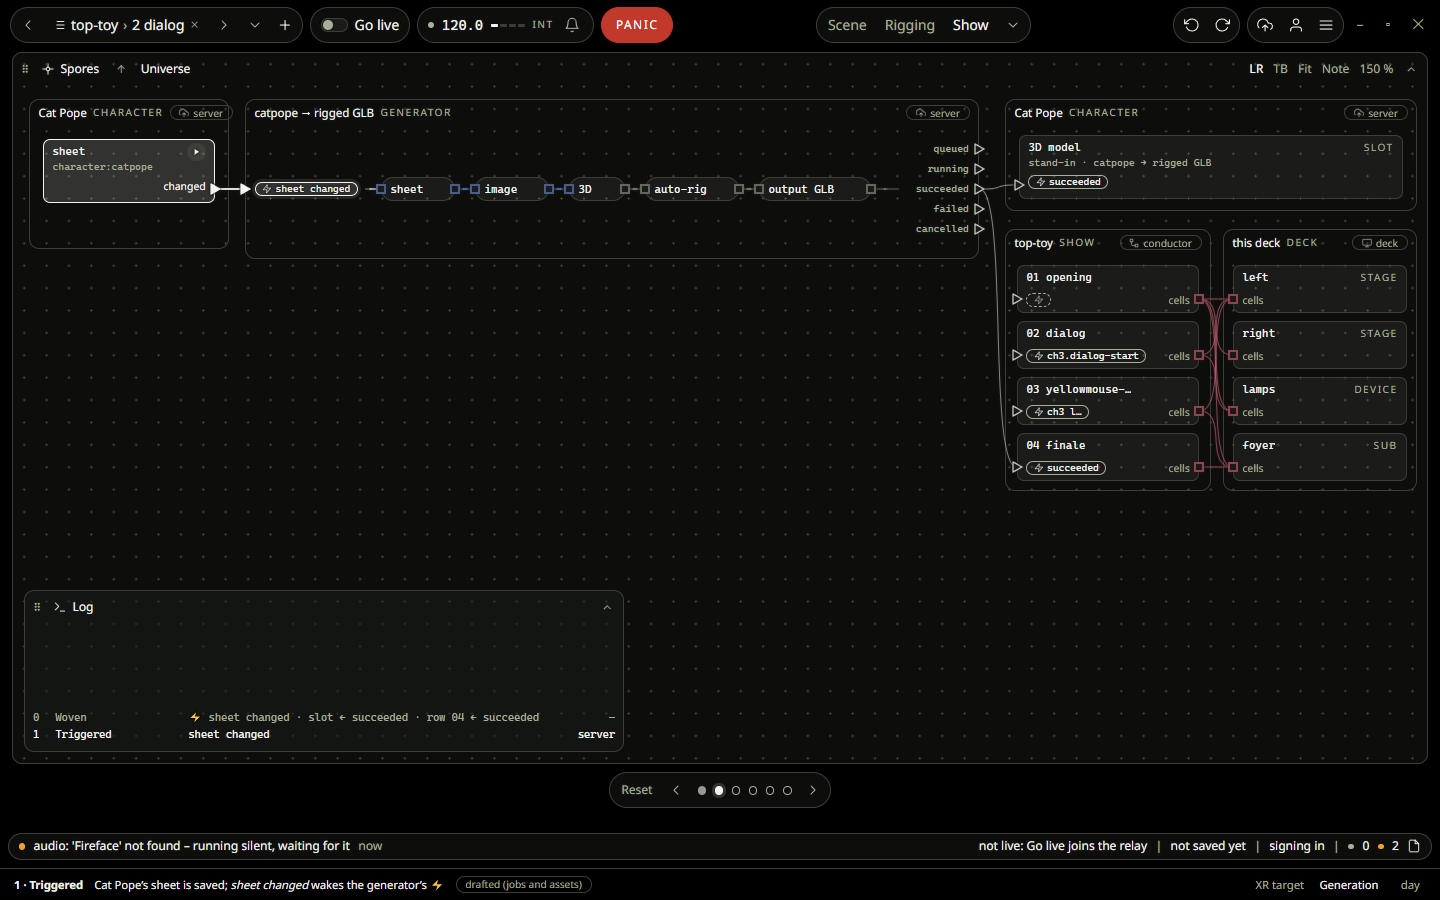 top-toy › 2 dialog ×
Go live
120.0 INT
PANIC
Scene Rigging Show
Spores ↑ Universe
LR TB Fit Note 150 %
Cat Pope CHARACTER server
sheet
character:catpope
changed
catpope → rigged GLB GENERATOR server
sheet changed
sheet
image
3D
auto-rig
output GLB
queued
running
succeeded
failed
cancelled
Cat Pope CHARACTER server
3D model SLOT
stand-in · catpope → rigged GLB
succeeded
top-toy SHOW conductor
01 opening
cells
02 dialog
ch3.dialog-start cells
03 yellowmouse-…
ch3 l… cells
04 finale
succeeded cells
this deck DECK deck
left STAGE
cells
right STAGE
cells
lamps DEVICE
cells
foyer SUB
cells
Log
0 Woven ⚡ sheet changed · slot ← succeeded · row 04 ← succeeded –
1 Triggered sheet changed server
Reset
audio: 'Fireface' not found – running silent, waiting for it now
not live: Go live joins the relay | not saved yet | signing in | 0 2
1 · Triggered Cat Pope’s sheet is saved; sheet changed wakes the generator’s ⚡ drafted (jobs and assets)
XR target Generation day